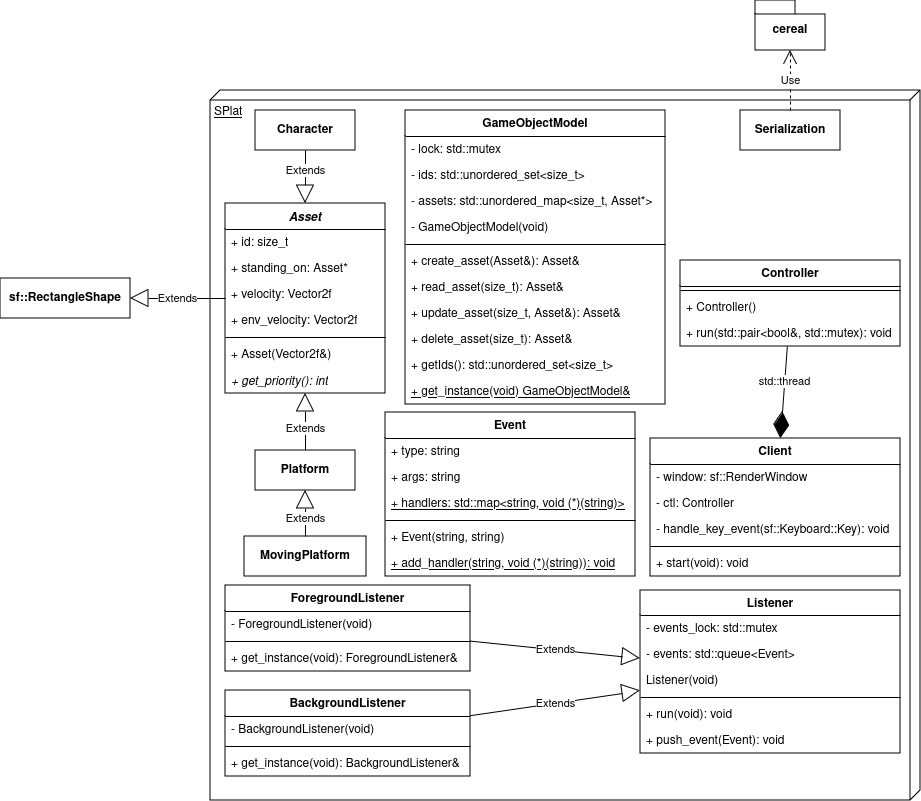 cereal
Use
SPlat
Character
Extends
Asset
+ id: size_t
+ standing_on: Asset*
+ velocity: Vector2f
+ env_velocity: Vector2f
+ Asset(Vector2f&)
+ get_priority(): int
sf::RectangleShape
Extends
Extends
Platform
Extends
MovingPlatform
GameObjectModel
- lock: std::mutex
- ids: std::unordered_set<size_t>
- assets: std::unordered_map<size_t, Asset*>
- GameObjectModel(void)
+ create_asset(Asset&): Asset&
+ read_asset(size_t): Asset&
+ update_asset(size_t, Asset&): Asset&
+ delete_asset(size_t): Asset&
+ getIds(): std::unordered_set<size_t>
+ get_instance(void) GameObjectModel&
Serialization
Controller
+ Controller()
+ run(std::pair<bool&, std::mutex): void
std::thread
Event
+ type: string
+ args: string
+ handlers: std::map<string, void (*)(string)>
+ Event(string, string)
+ add_handler(string, void (*)(string)): void
Client
- window: sf::RenderWindow
- ctl: Controller
- handle_key_event(sf::Keyboard::Key): void
+ start(void): void
ForegroundListener
- ForegroundListener(void)
+ get_instance(void): ForegroundListener&
Extends
BackgroundListener
- BackgroundListener(void)
+ get_instance(void): BackgroundListener&
Extends
Listener
- events_lock: std::mutex
- events: std::queue<Event>
Listener(void)
+ run(void): void
+ push_event(Event): void